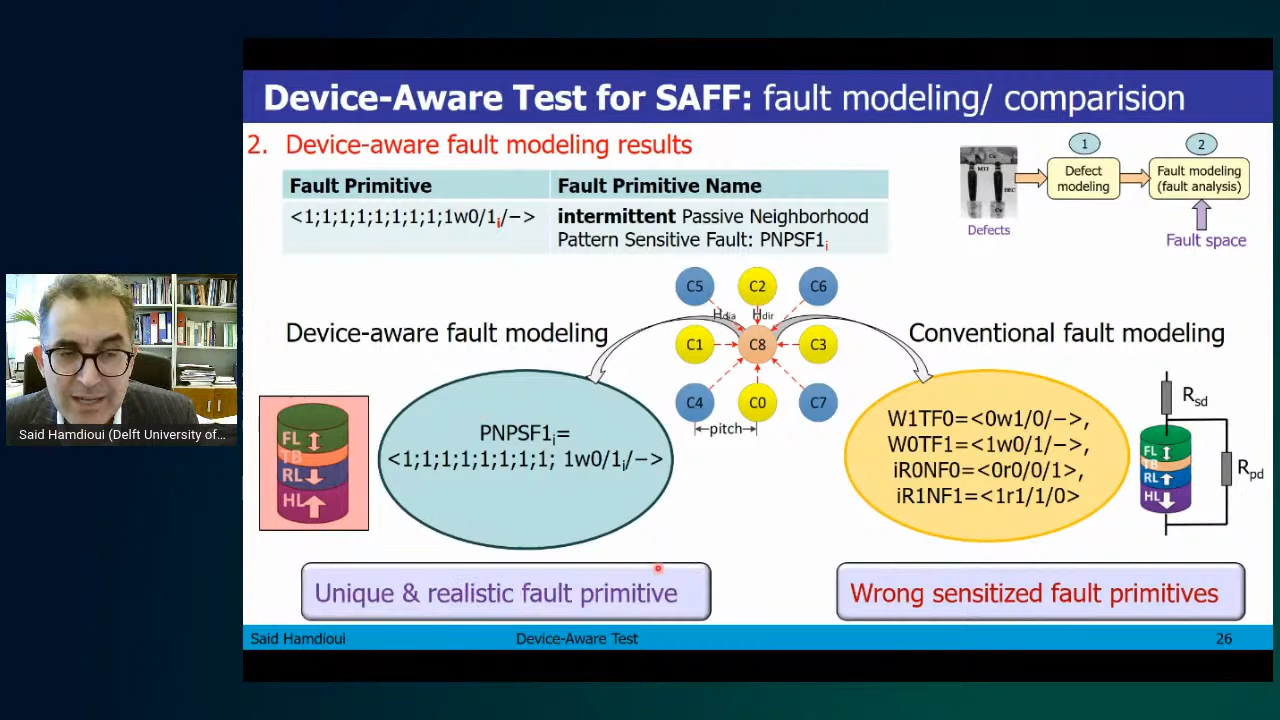 Device-Aware Test for SAFF: fault modeling/ comparision
2. Device-aware fault modeling results
Fault Primitive
Fault Primitive Name
<1;1;1;1;1;1;1;1;1w0/1i/−>
intermittent Passive Neighborhood
Pattern Sensitive Fault: PNPSF1i
1
2
Defect
modeling
Fault modeling
(fault analysis)
MTJ
Defects
Fault space
C5
C2
C6
Hdia
Hdir
C1
C8
C3
C4
C0
C7
pitch
Device-aware fault modeling
Conventional fault modeling
FL
TB
RL
HL
PNPSF1i=
<1;1;1;1;1;1;1;1; 1w0/1i/−>
W1TF0=<0w1/0/−>,
W0TF1=<1w0/1/−>,
iR0NF0=<0r0/0/1>,
iR1NF1=<1r1/1/0>
Rsd
FL
TB
RL
HL
Rpd
Unique & realistic fault primitive
Wrong sensitized fault primitives
Said Hamdioui
Device-Aware Test
26
Said Hamdioui (Delft University of...